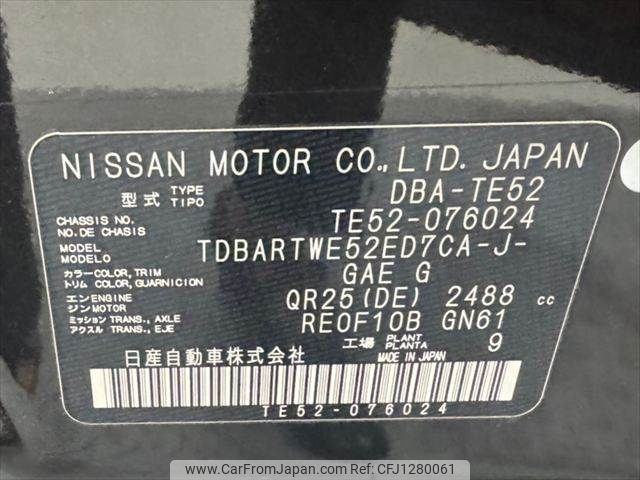 NISSAN MOTOR CO.,LTD. JAPAN
型式 TYPE TIPO DBA-TE52
CHASSIS NO. NO.DE CHASIS TE52-076024
MODEL MODELO TDBARTWE52ED7CA-J-
カラー COLOR, TRIM トリム COLOR, GUARNICION GAE G
エンジン ENGINE MOTOR QR25(DE) 2488 cc
ミッション TRANS., AXLE アクスル TRANS., EJE RE0F10B GN61
工場 PLANT PLANTA 9
日産自動車株式会社 MADE IN JAPAN
TE52-076024
www.CarFromJapan.com | CarFromJapan | Ref No. CFJ1280061